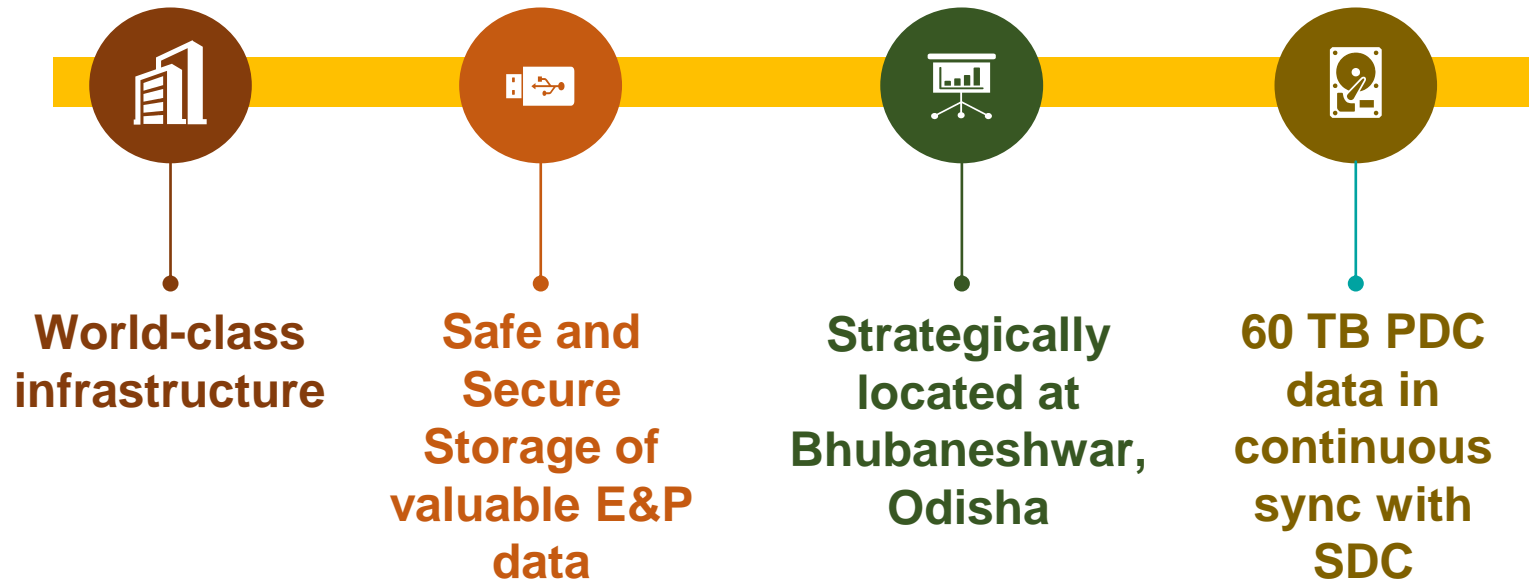 World-class
infrastructure
Safe and
Secure
Storage of
valuable E&P
data
Strategically
located at
Bhubaneshwar,
Odisha
60 TB PDC
data in
continuous
sync with
SDC